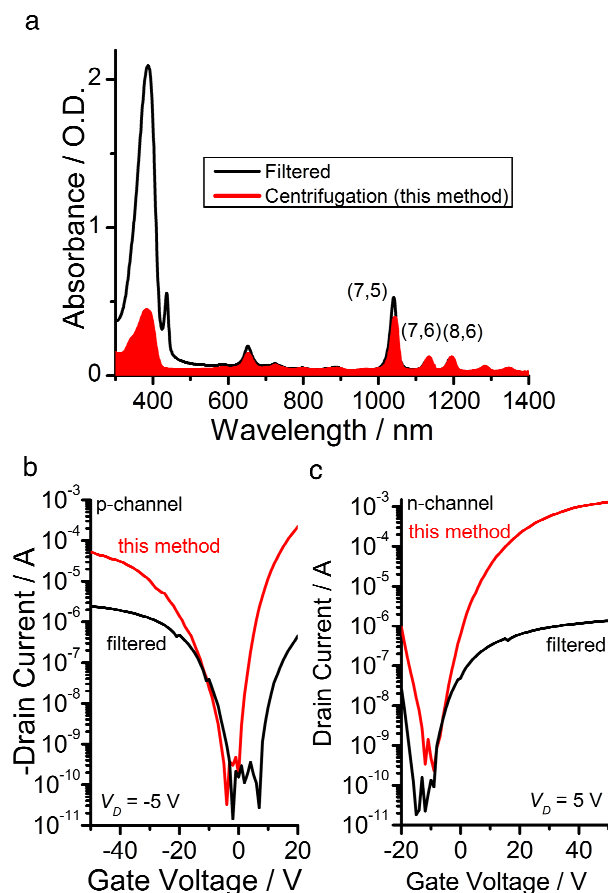 a
Absorbance / O.D.
2
1
0
Filtered
Centrifugation (this method)
(7,5)
(7,6)
(8,6)
400 600 800 1000 1200 1400
Wavelength / nm
b
-Drain Current / A
10-3
10-4
10-5
10-6
10-7
10-8
10-9
10-10
10-11
p-channel
this method
filtered
VD = -5 V
-40 -20 0 20
Gate Voltage / V
c
Drain Current / A
10-3
10-4
10-5
10-6
10-7
10-8
10-9
10-10
10-11
n-channel
this method
filtered
VD = 5 V
-20 0 20 40
Gate Voltage / V